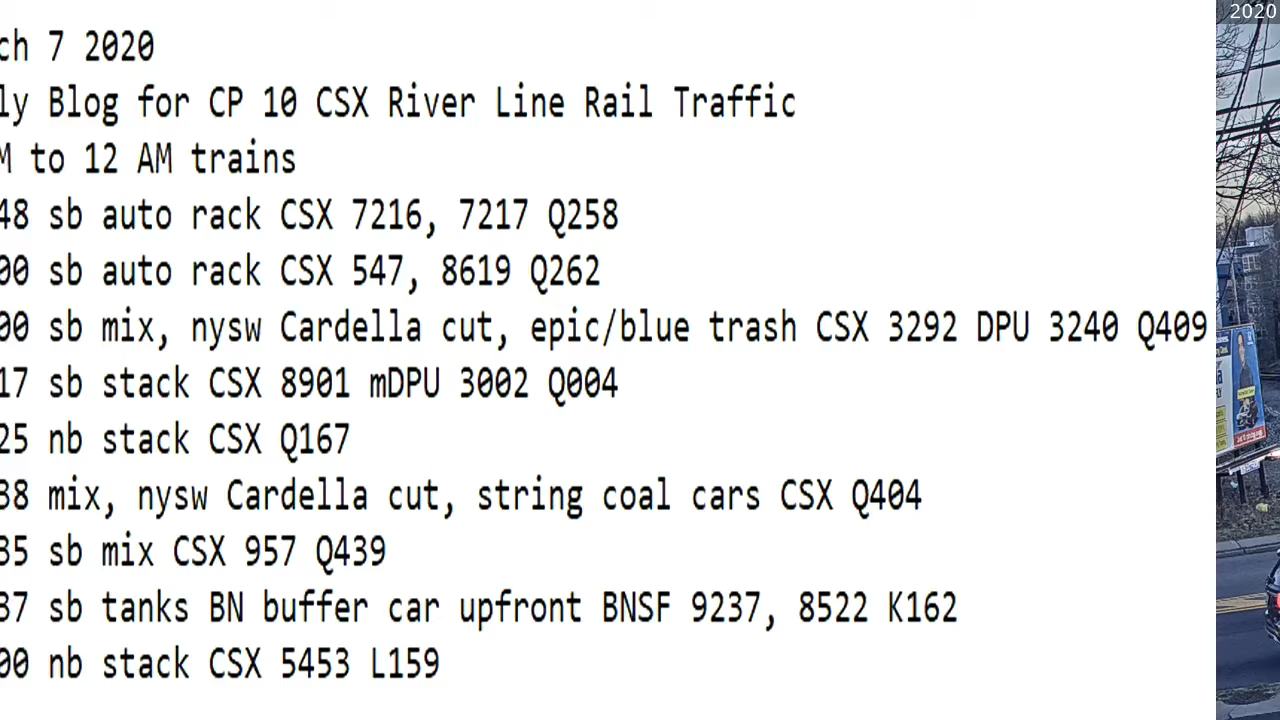 ch 7 2020
ly Blog for CP 10 CSX River Line Rail Traffic
M to 12 AM trains
48 sb auto rack CSX 7216, 7217 Q258
00 sb auto rack CSX 547, 8619 Q262
00 sb mix, nysw Cardella cut, epic/blue trash CSX 3292 DPU 3240 Q409
17 sb stack CSX 8901 mDPU 3002 Q004
25 nb stack CSX Q167
38 mix, nysw Cardella cut, string coal cars CSX Q404
35 sb mix CSX 957 Q439
37 sb tanks BN buffer car upfront BNSF 9237, 8522 K162
00 nb stack CSX 5453 L159
2020